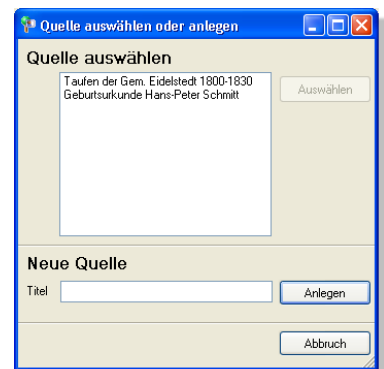 Quelle auswählen oder anlegen
Quelle auswählen
Taufen der Gem. Eidelstedt 1800-1830
Geburtsurkunde Hans-Peter Schmitt
Auswählen
Neue Quelle
Titel
Anlegen
Abbruch